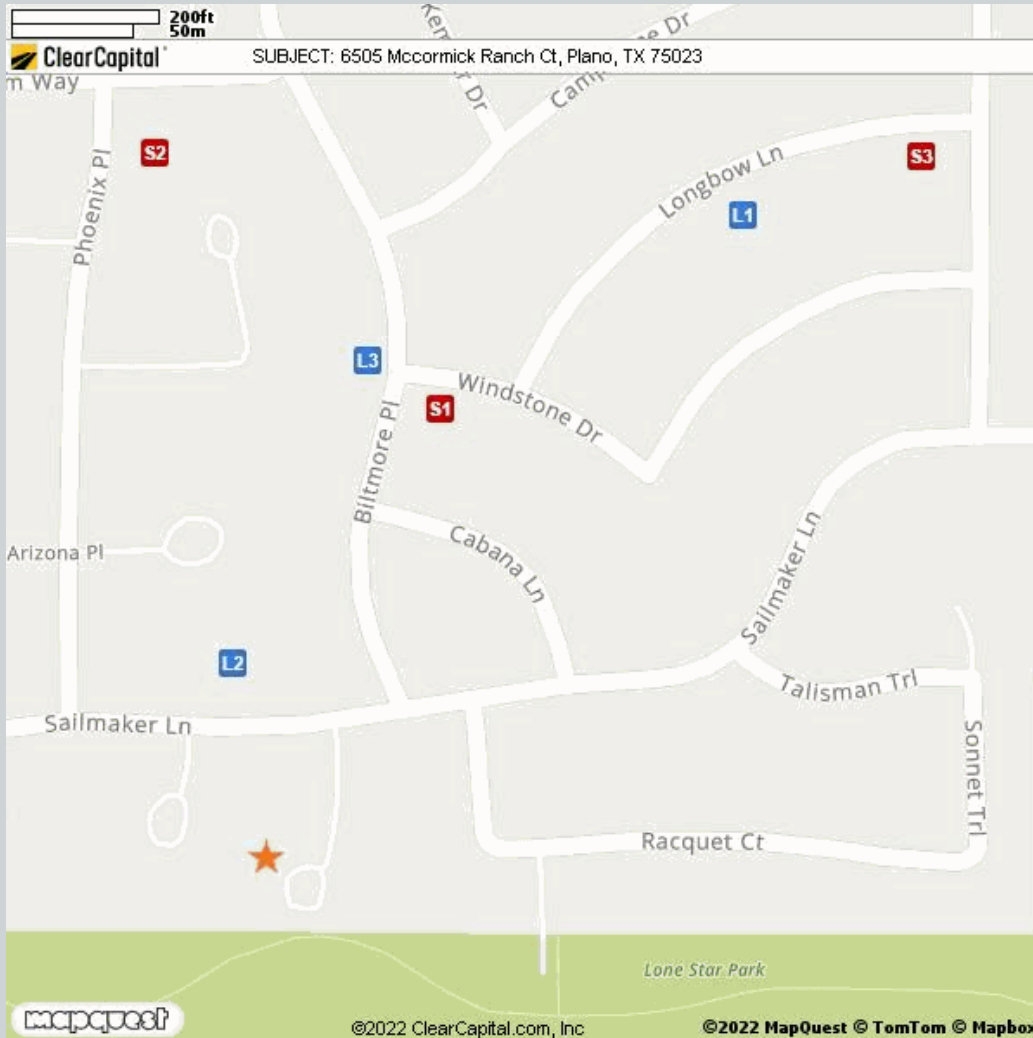 200ft
50m
ClearCapital
SUBJECT: 6505 Mccormick Ranch Ct, Plano, TX 75023
m Way
Dr
Dr
Phoenix Pl
S2
S3
Longbow Ln
L1
L3
Windstone Dr
S1
Biltmore Pl
Cabana Ln
Arizona Pl
Sailmaker Ln
L2
Talisman Trl
Sailmaker Ln
Sonnet Trl
Racquet Ct
Lone Star Park
mapquest
©2022 ClearCapital.com, Inc
©2022 MapQuest © TomTom © Mapbox